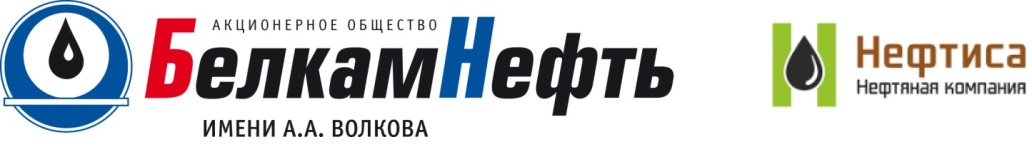 АКЦИОНЕРНОЕ ОБЩЕСТВО
БелкамНефть
ИМЕНИ А.А. ВОЛКОВА
Нефтиса
Нефтяная компания